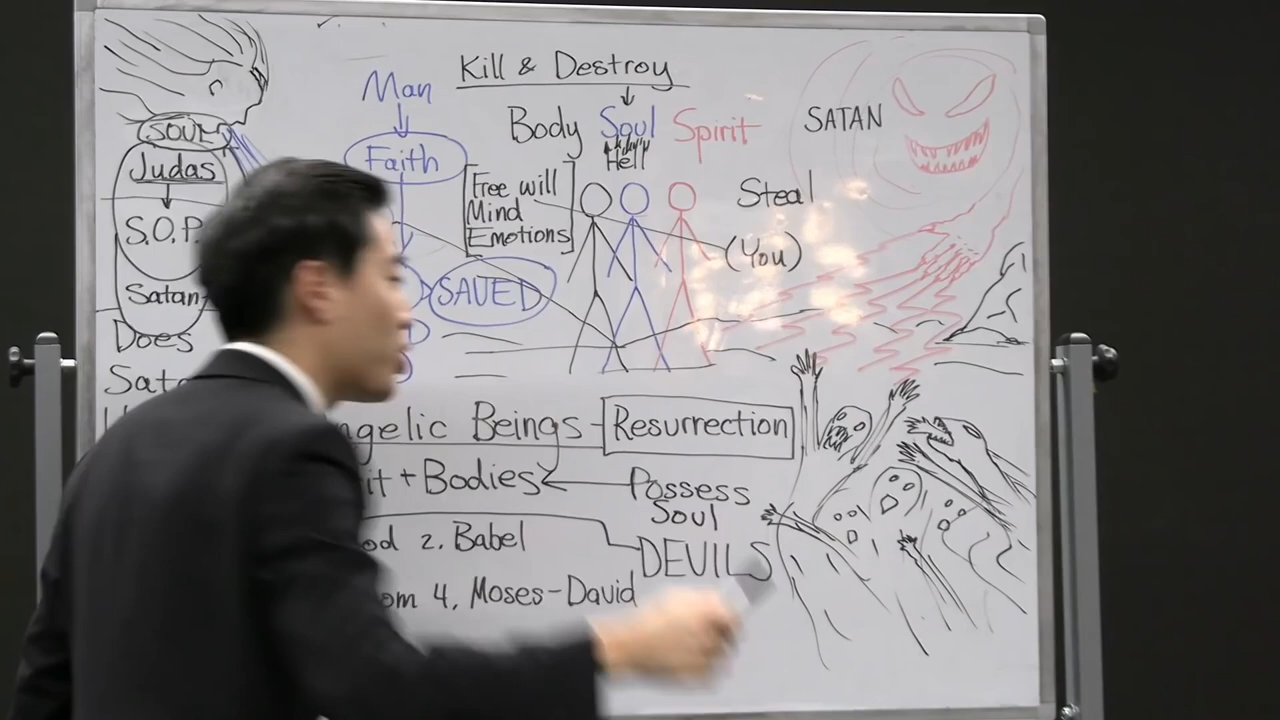 Kill & Destroy
Man
Body Soul Spirit
SATAN
SOUL
Hell
Judas
Faith
Free will
Mind
Emotions
Steal
S.O.P.
(You)
Satan
SAVED
Does
Resurrection
Beings -
+ Bodies
Possess
Soul
2. Babel
DEVILS
4. Moses-David